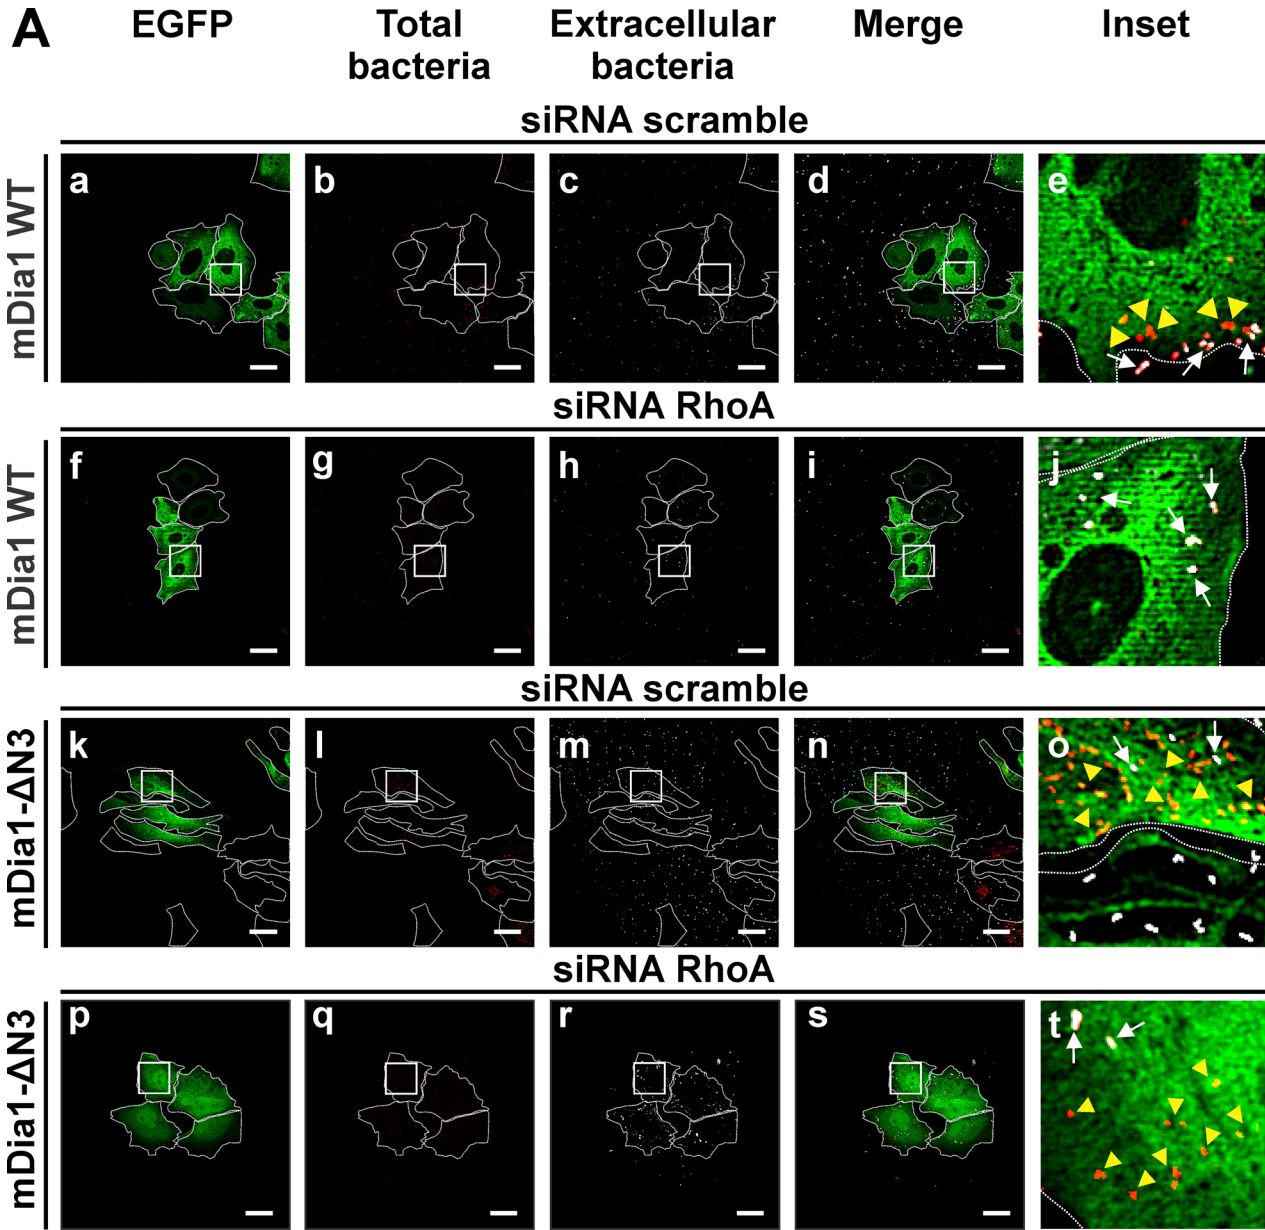 A
EGFP
Total
bacteria
Extracellular
bacteria
Merge
Inset
siRNA scramble
mDia1 WT
a
b
c
d
e
siRNA RhoA
mDia1 WT
f
g
h
i
j
siRNA scramble
mDia1-ΔN3
k
l
m
n
o
siRNA RhoA
mDia1-ΔN3
p
q
r
s
t